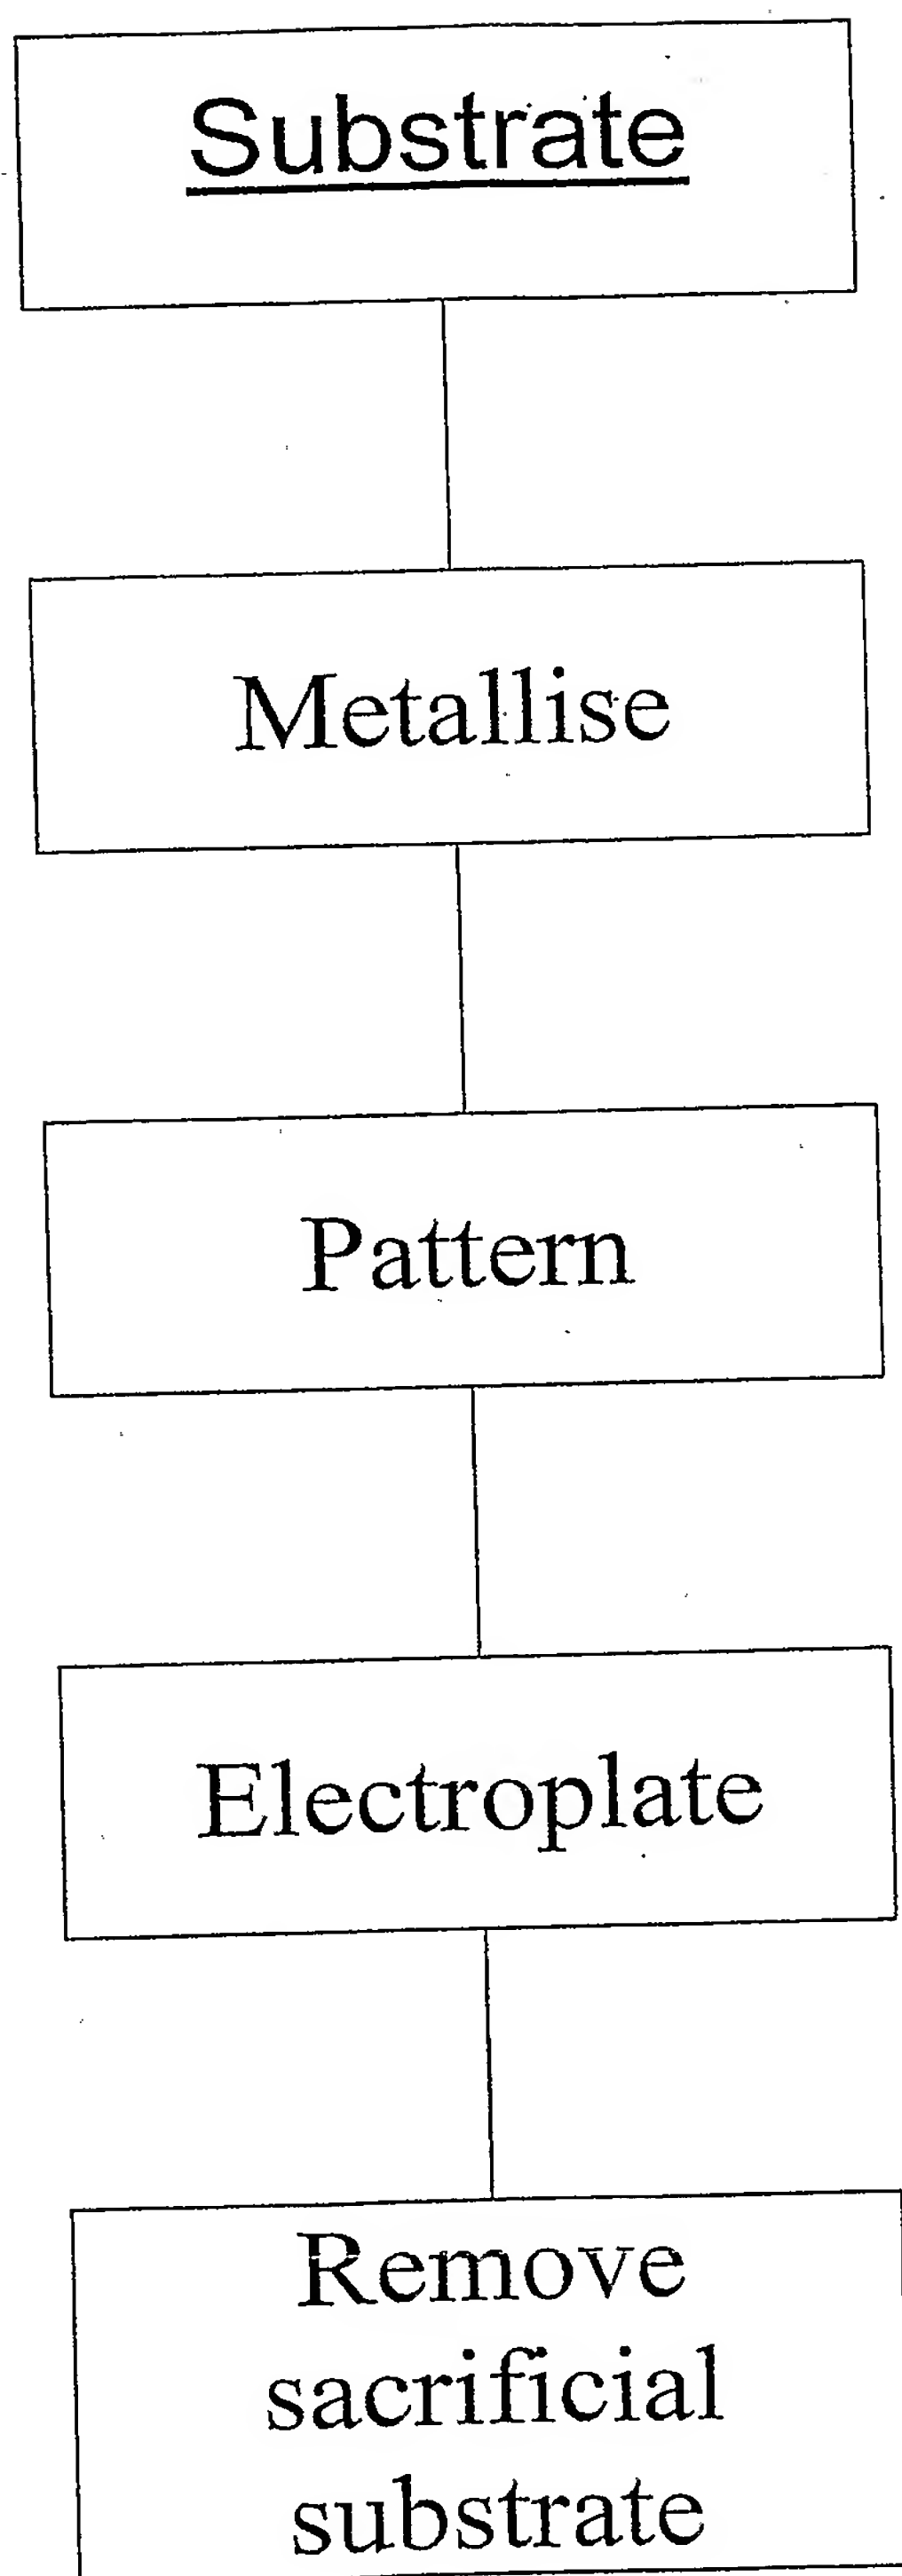 Substrate
Metallise
Pattern
Electroplate
Remove
sacrificial
substrate